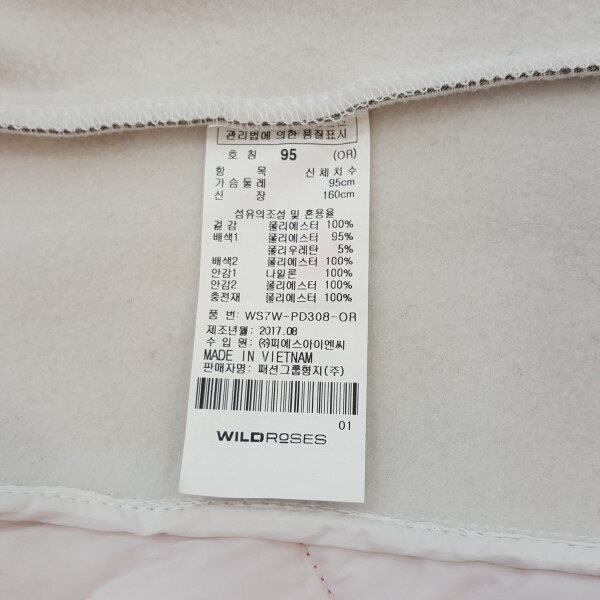 관리법에 의한 품질표시
호 칭 95 (OR)
항 목 신체치수
가슴둘레 95cm
신 장 160cm
섬유의조성 및 혼용율
겉 감 폴리에스터 100%
배색1 폴리에스터 95%
폴리우레탄 5%
배색2 폴리에스터 100%
안감1 나일론 100%
안감2 폴리에스터 100%
충전재 폴리에스터 100%
품 번: WS7W-PD308-OR
제조년월: 2017.08
수 입 원: ㈜피에스아이엔씨
MADE IN VIETNAM
판매자명: 패션그룹형지(주)
01
WILDROSES